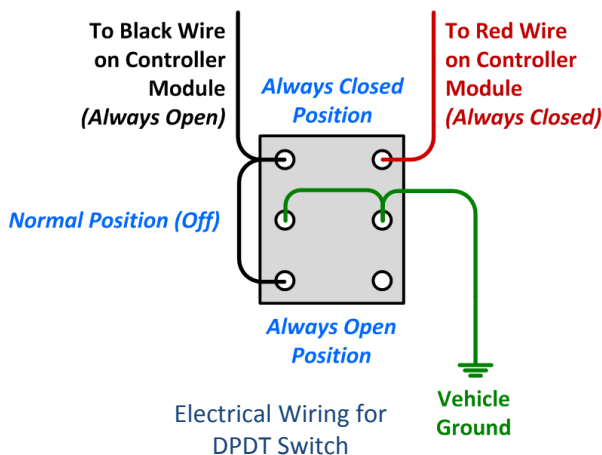 To Black Wire
on Controller
Module
(Always Open)
To Red Wire
on Controller
Module
(Always Closed)
Always Closed
Position
Normal Position (Off)
Always Open
Position
Vehicle
Ground
Electrical Wiring for
DPDT Switch